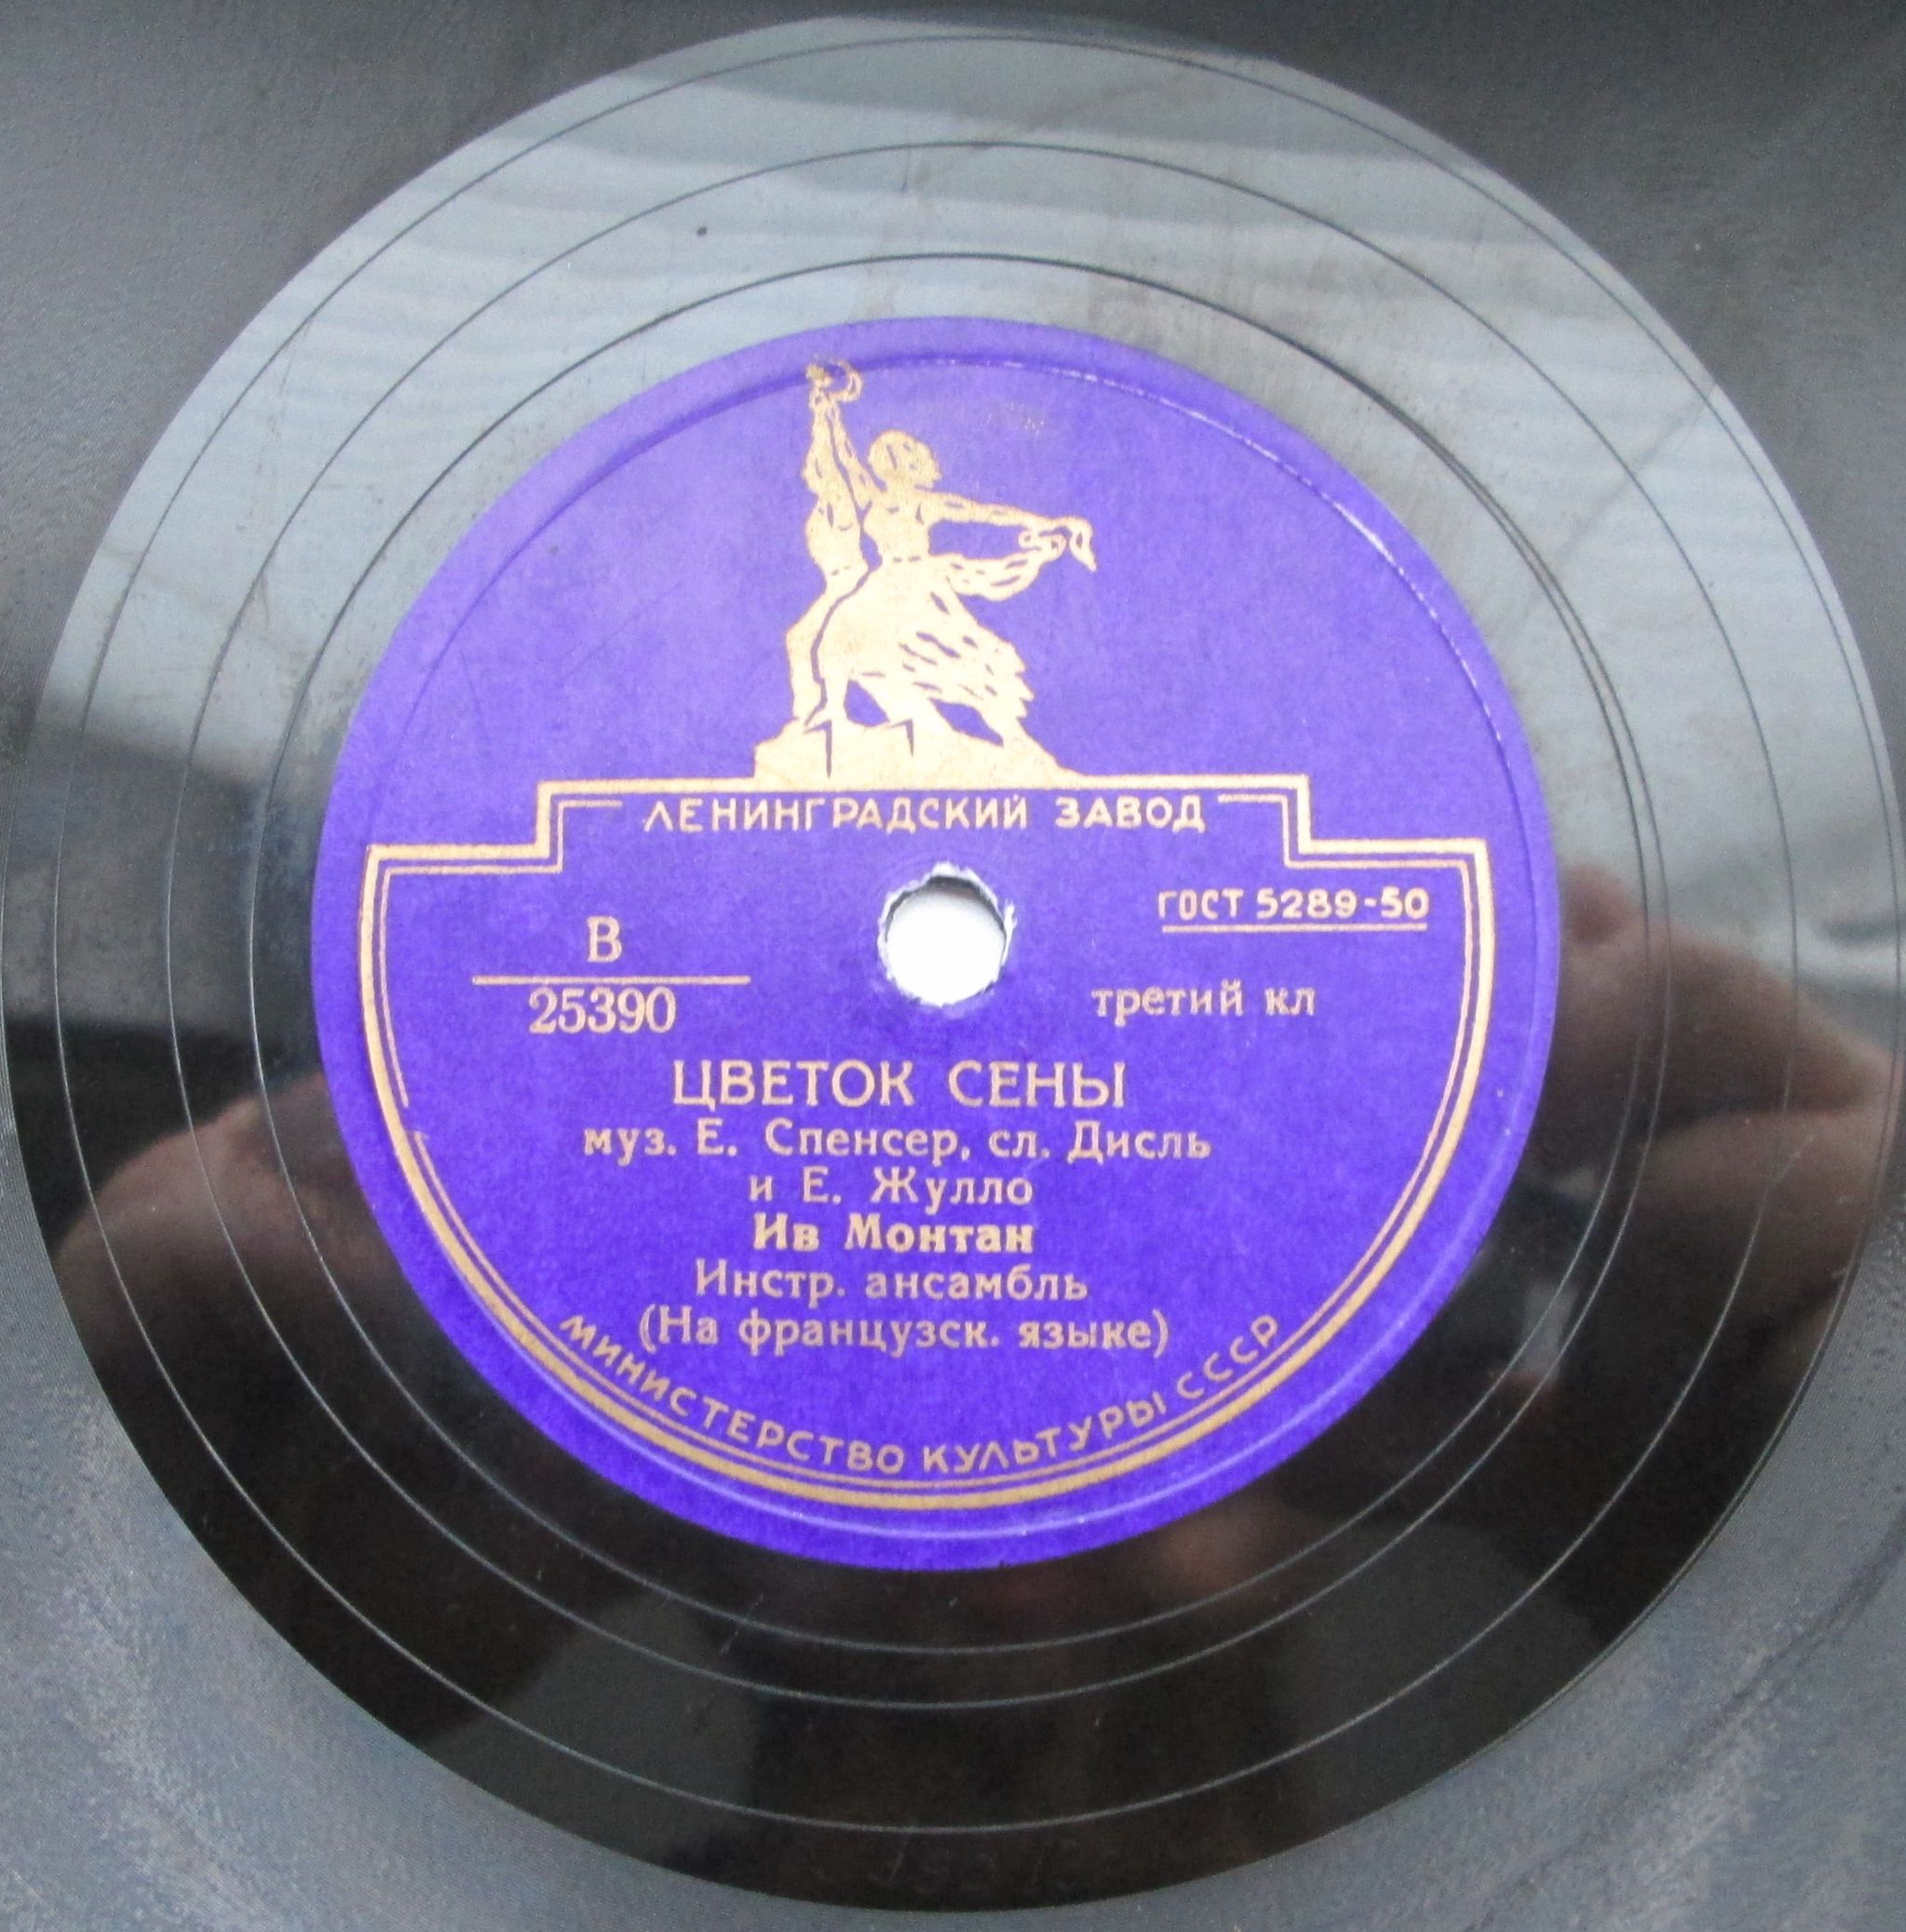 ЛЕНИНГРАДСКИЙ ЗАВОД
ГОСТ 5289-50
В
25390
третий кл
ЦВЕТОК СЕНЫ
муз. Е. Спенсер, сл. Дисль
и Е. Жулло
Ив Монтан
Инстр. ансамбль
(На французск. языке)
МИНИСТЕРСТВО КУЛЬТУРЫ СССР